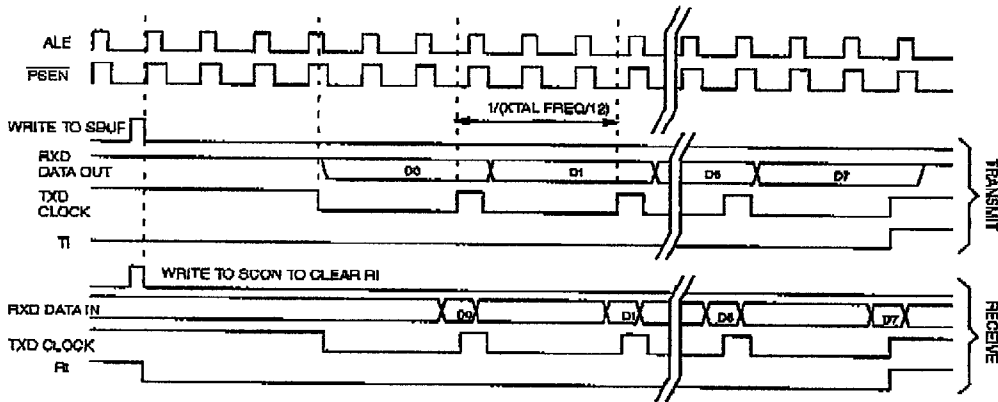 ALE
PSEN
1/(XTAL FREQ/12)
WRITE TO SBUF
RXD
DATA OUT
D0
D1
D6
D7
TXD
CLOCK
TI
TRANSMIT
WRITE TO SCON TO CLEAR RI
RXD DATA IN
D0
D1
D6
D7
TXD CLOCK
RI
RECEIVE